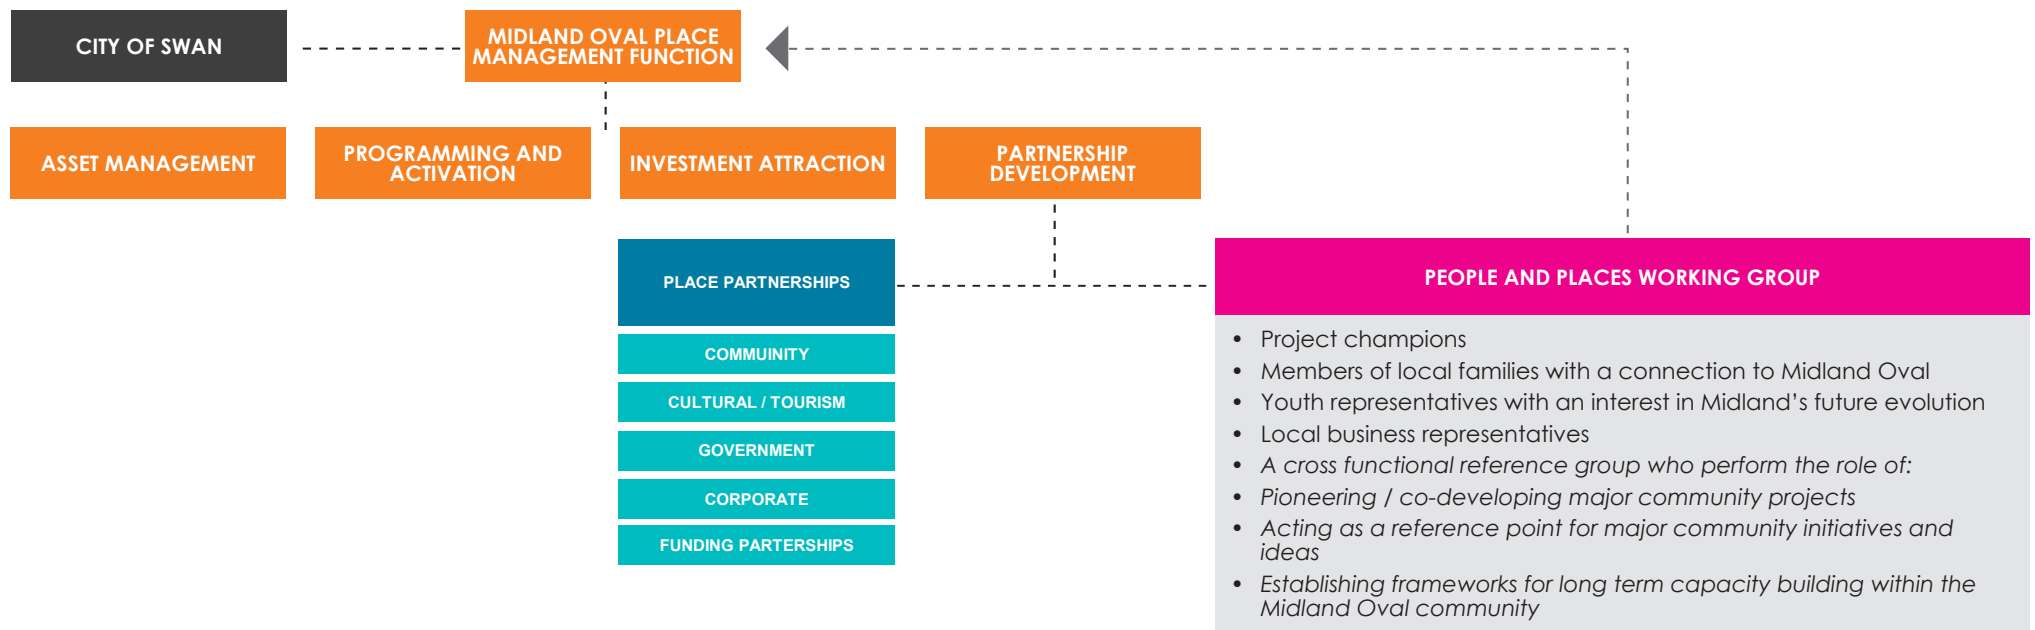 CITY OF SWAN
MIDLAND OVAL PLACE
MANAGEMENT FUNCTION
ASSET MANAGEMENT
PROGRAMMING AND
ACTIVATION
INVESTMENT ATTRACTION
PARTNERSHIP
DEVELOPMENT
PLACE PARTNERSHIPS
COMMUINITY
CULTURAL / TOURISM
GOVERNMENT
CORPORATE
FUNDING PARTERSHIPS
PEOPLE AND PLACES WORKING GROUP
• Project champions
• Members of local families with a connection to Midland Oval
• Youth representatives with an interest in Midland’s future evolution
• Local business representatives
• A cross functional reference group who perform the role of:
• Pioneering / co-developing major community projects
• Acting as a reference point for major community initiatives and
ideas
• Establishing frameworks for long term capacity building within the
Midland Oval community